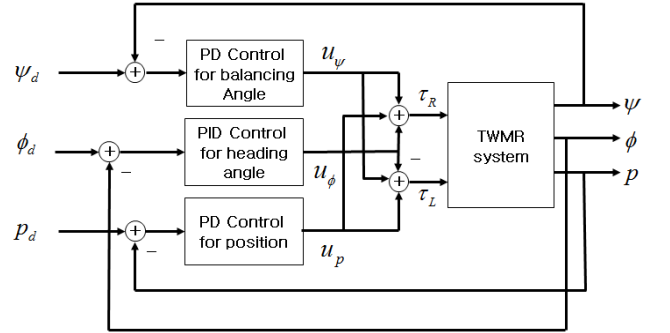 ψ_d
−
PD Control
for balancing
Angle
u_ψ
τ_R
TWMR
system
ψ
ϕ_d
−
PID Control
for heading
angle
u_ϕ
−
τ_L
ϕ
p
p_d
−
PD Control
for position
u_p